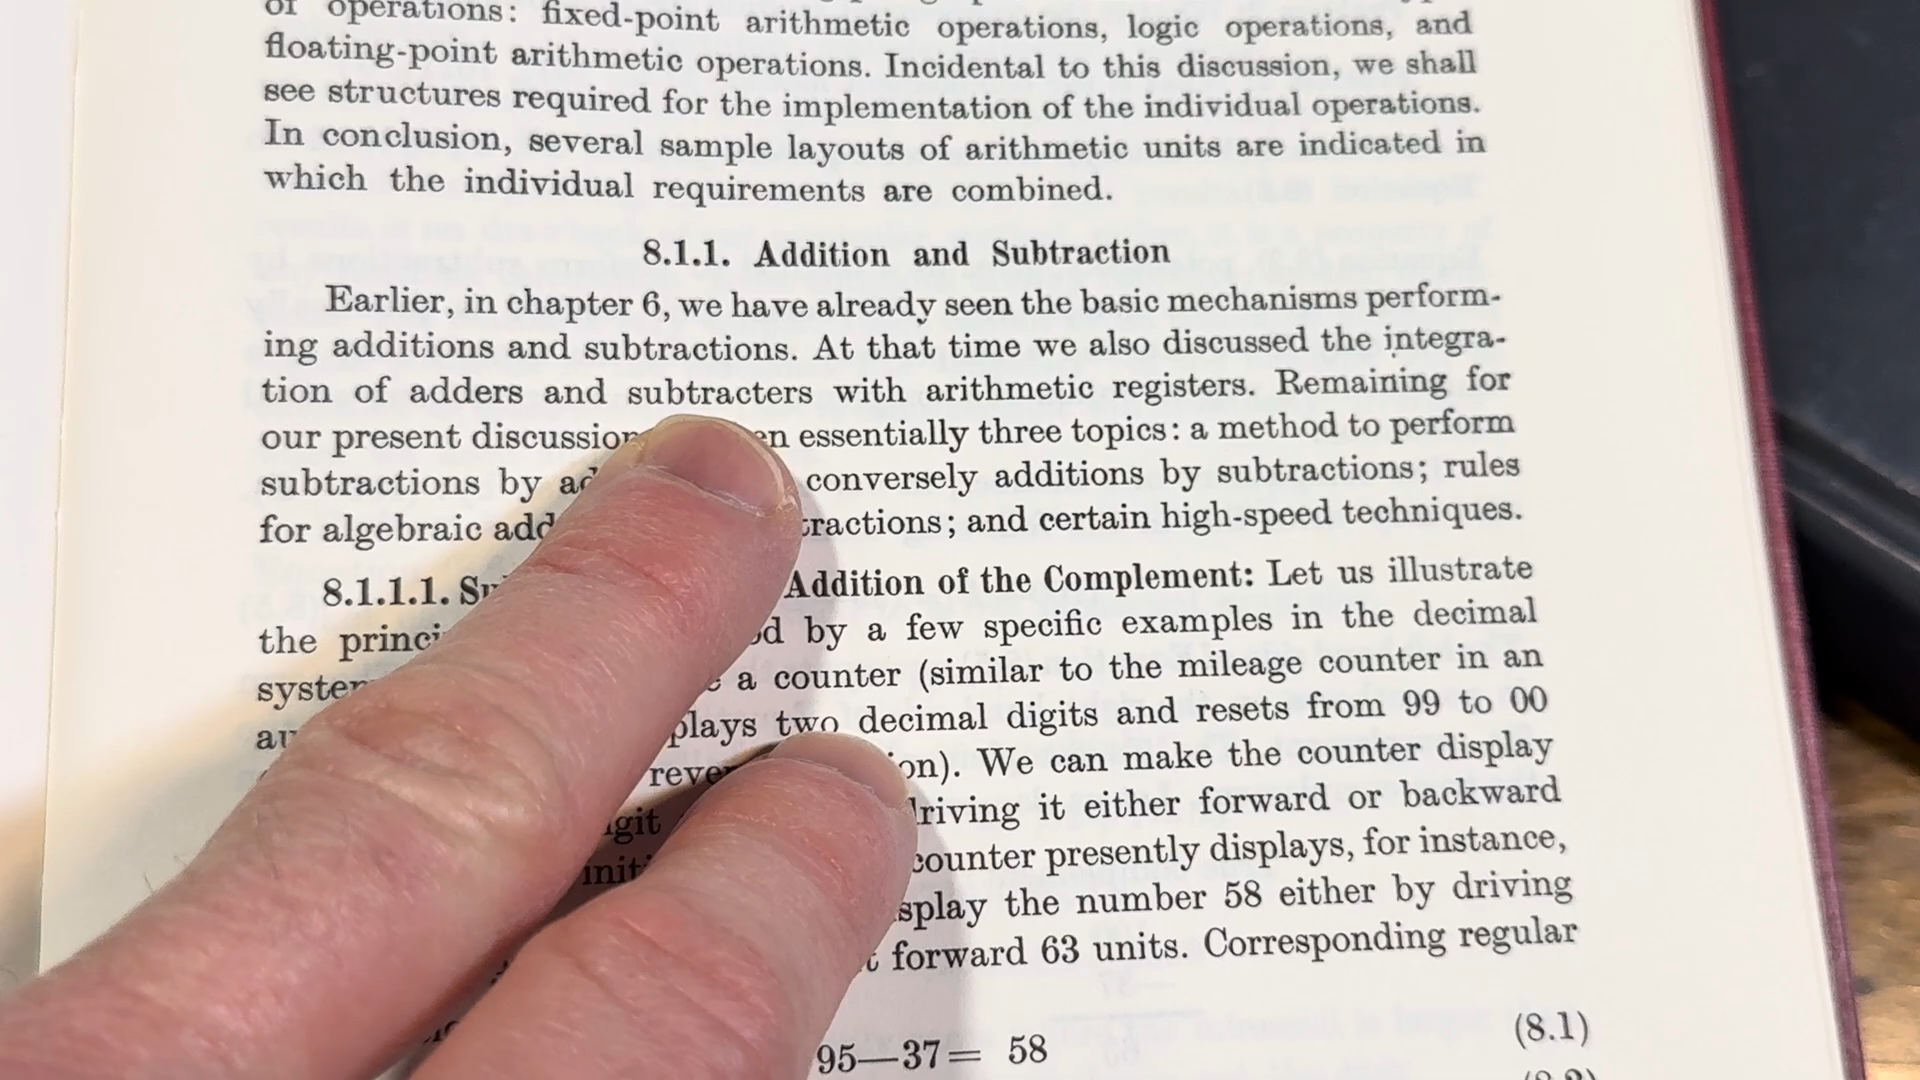 of operations: fixed-point arithmetic operations, logic operations, and
floating-point arithmetic operations. Incidental to this discussion, we shall
see structures required for the implementation of the individual operations.
In conclusion, several sample layouts of arithmetic units are indicated in
which the individual requirements are combined.
8.1.1. Addition and Subtraction
Earlier, in chapter 6, we have already seen the basic mechanisms perform-
ing additions and subtractions. At that time we also discussed the integra-
tion of adders and subtracters with arithmetic registers. Remaining for
our present essentially three topics: a method to perform
subtractions by conversely additions by subtractions; rules
for algebraic and certain high-speed techniques.
8.1.1.1. Addition of the Complement: Let us illustrate
the by a few specific examples in the decimal
a counter (similar to the mileage counter in an
two decimal digits and resets from 99 to 00
We can make the counter display
it either forward or backward
counter presently displays, for instance,
the number 58 either by driving
forward 63 units. Corresponding regular
95—37= 58 (8.1)